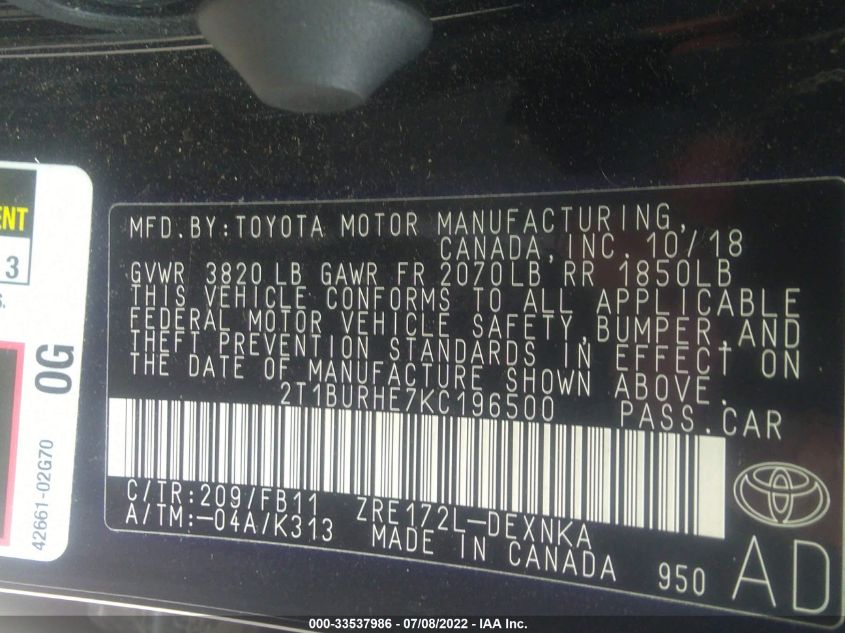 MFD.BY:TOYOTA MOTOR MANUFACTURING,
CANADA,INC. 10/18
GVWR 3820 LB GAWR FR 2070LB RR 1850LB
THIS VEHICLE CONFORMS TO ALL APPLICABLE
FEDERAL MOTOR VEHICLE SAFETY,BUMPER,AND
THEFT PREVENTION STANDARDS IN EFFECT ON
THE DATE OF MANUFACTURE SHOWN ABOVE.
2T1BURHE7KC196500 PASS.CAR
C/TR:209/FB11 ZRE172L-DEXNKA
A/TM:-04A/K313 MADE IN CANADA 950
AD
ENT
13
s.
0G
42661-02G70
000-33537986 - 07/08/2022 - IAA Inc.